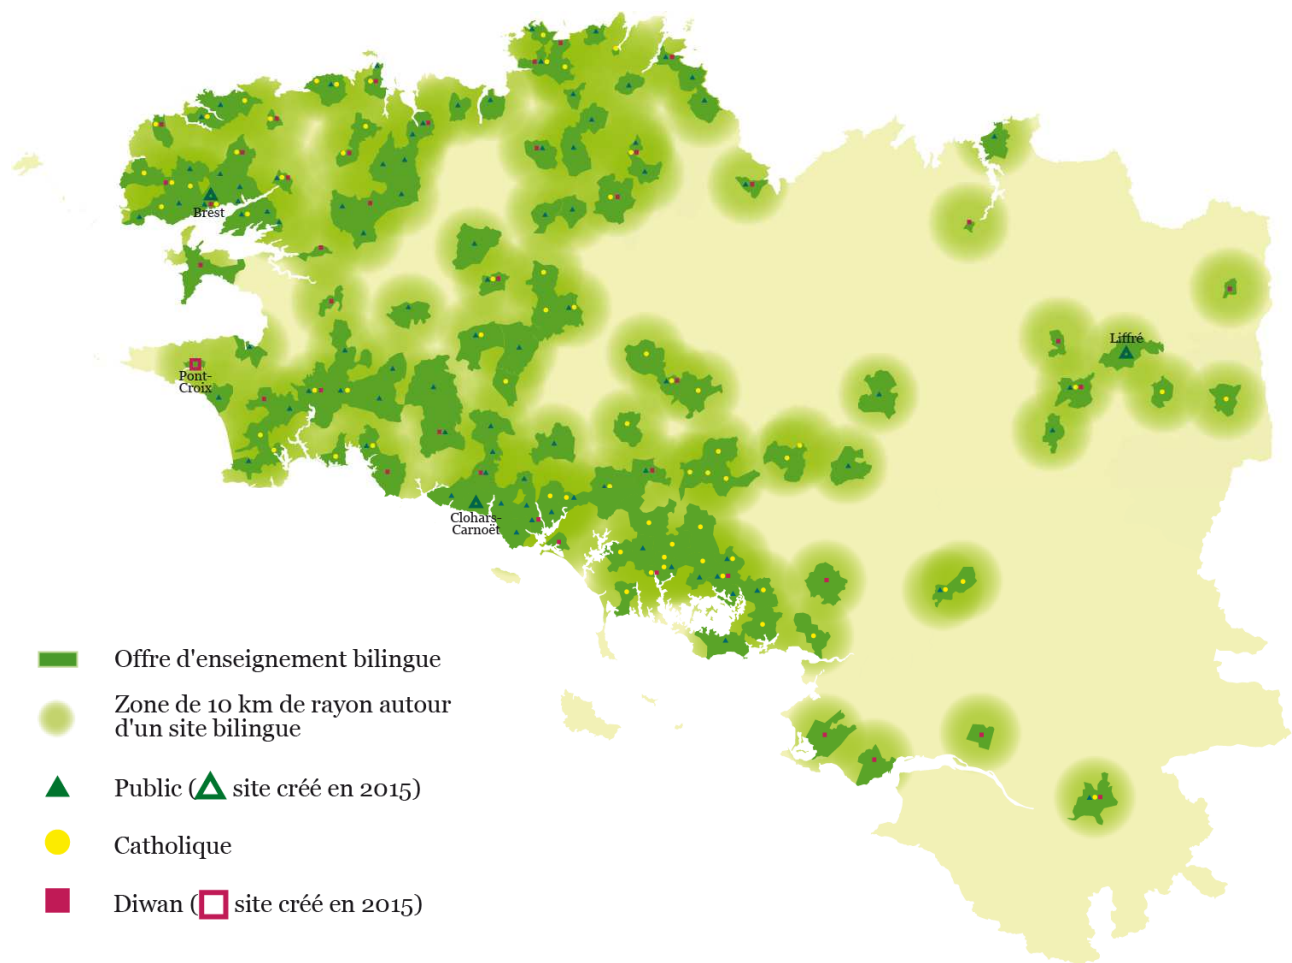 Brest
Liffré
Pont-
Croix
Clohars-
Carnoët
Offre d'enseignement bilingue
Zone de 10 km de rayon autour
d'un site bilingue
Public ( site créé en 2015)
Catholique
Diwan ( site créé en 2015)